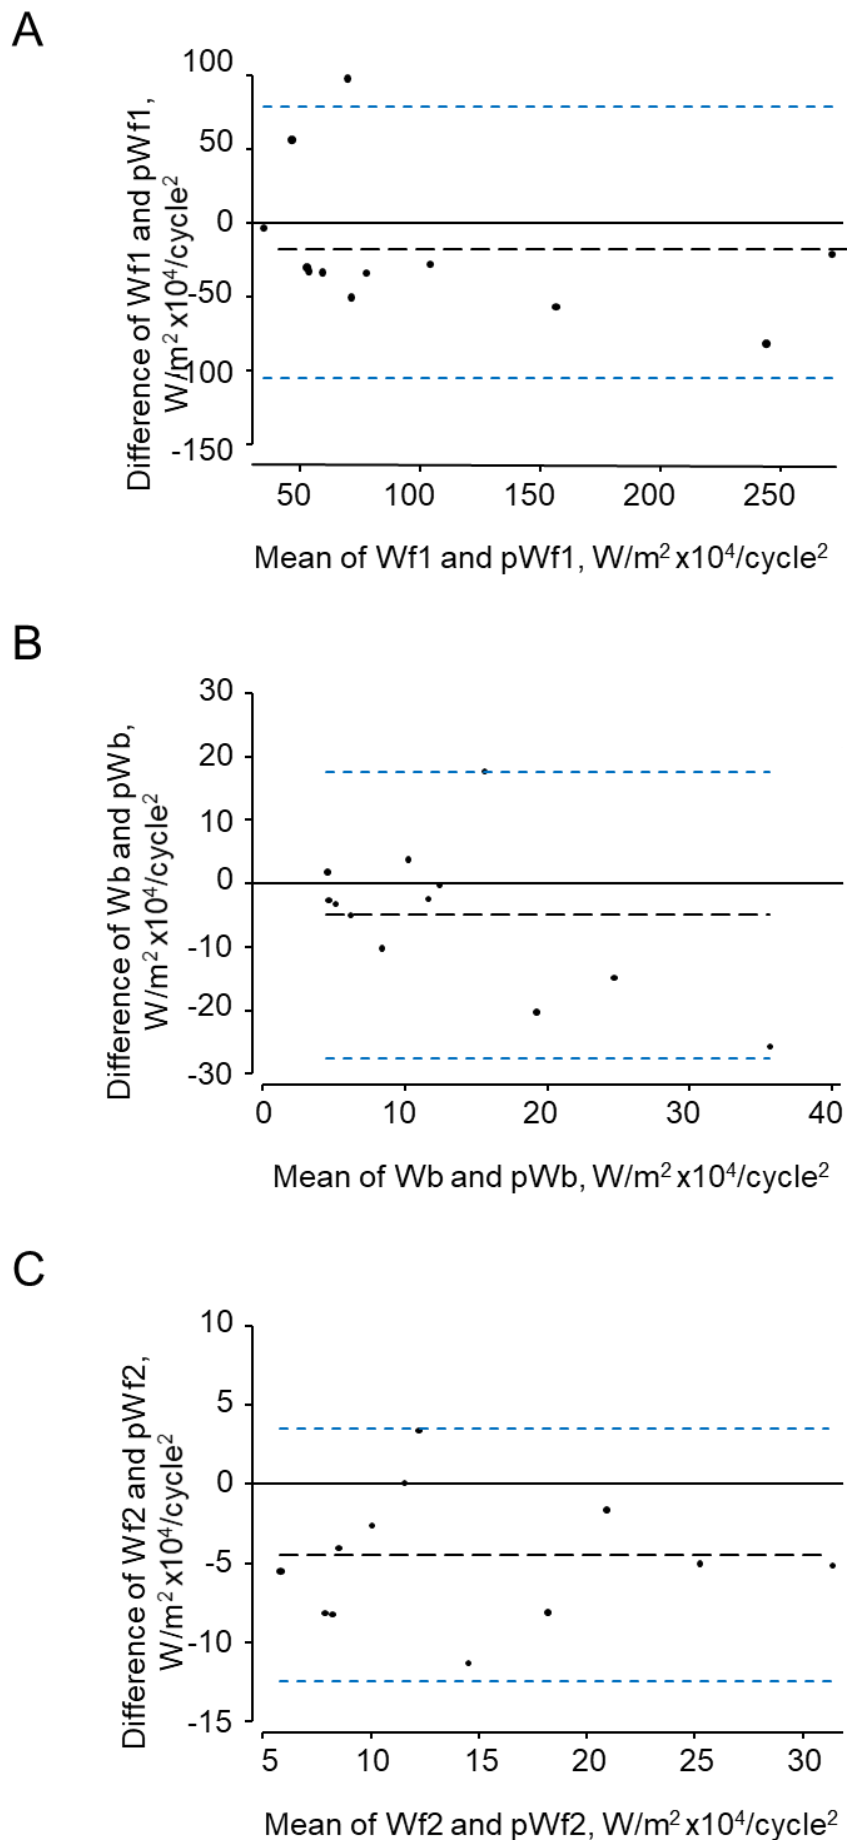 A
100
50
0
-50
-100
-150
Difference of Wf1 and pWf1,
W/m² x10⁴/cycle²
50 100 150 200 250
Mean of Wf1 and pWf1, W/m² x10⁴/cycle²
B
30
20
10
0
-10
-20
-30
Difference of Wb and pWb,
W/m² x10⁴/cycle²
0 10 20 30 40
Mean of Wb and pWb, W/m² x10⁴/cycle²
C
10
5
0
-5
-10
-15
Difference of Wf2 and pWf2,
W/m² x10⁴/cycle²
5 10 15 20 25 30
Mean of Wf2 and pWf2, W/m² x10⁴/cycle²